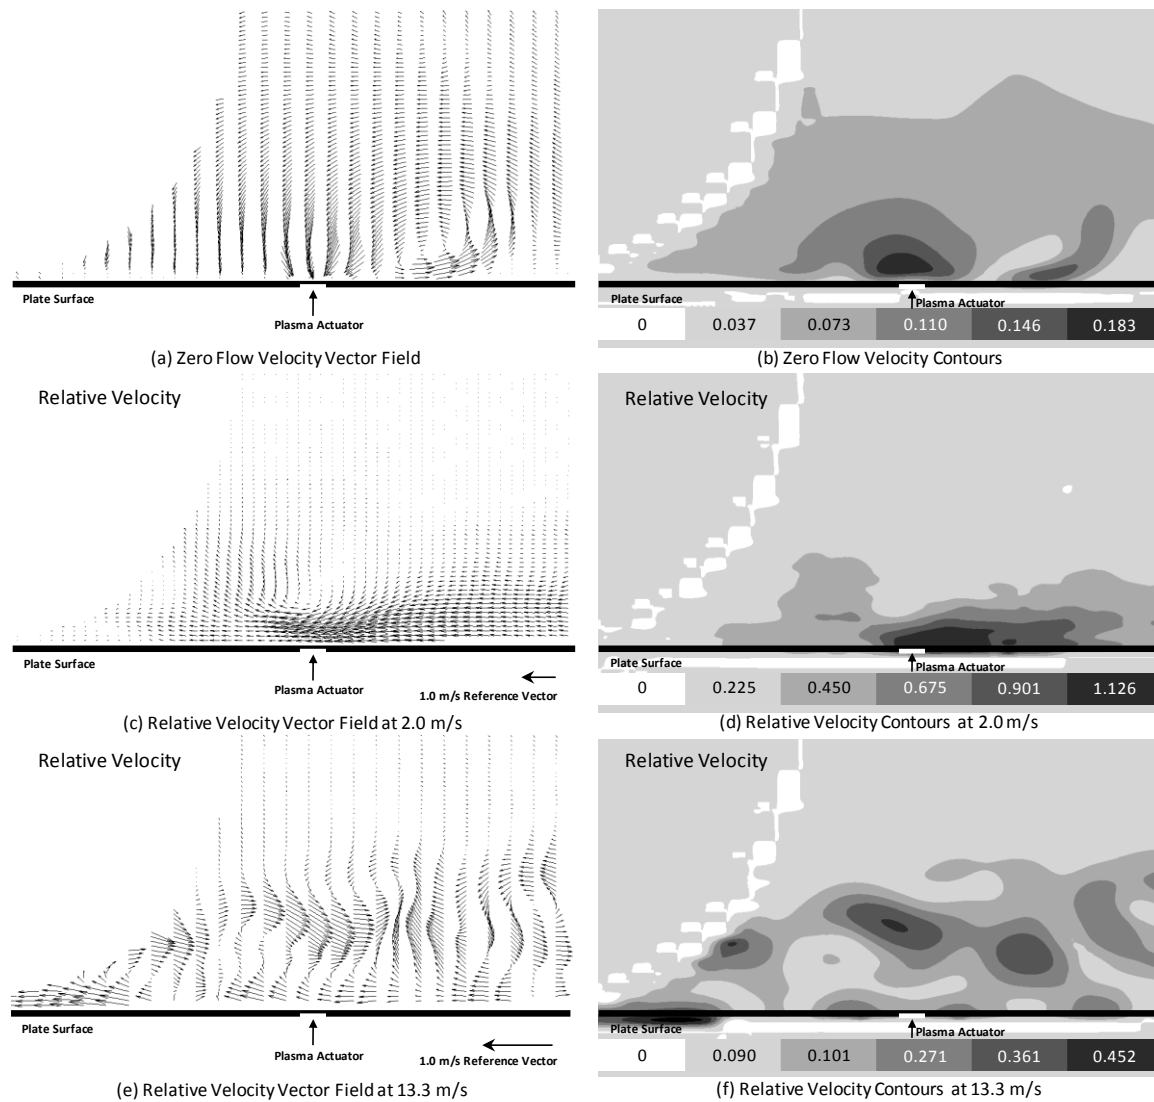 Plate Surface
Plasma Actuator
(a) Zero Flow Velocity Vector Field
Plate Surface
Plasma Actuator
0 0.037 0.073 0.110 0.146 0.183
(b) Zero Flow Velocity Contours
Relative Velocity
Plate Surface
Plasma Actuator
1.0 m/s Reference Vector
(c) Relative Velocity Vector Field at 2.0 m/s
Relative Velocity
Plate Surface
Plasma Actuator
0 0.225 0.450 0.675 0.901 1.126
(d) Relative Velocity Contours at 2.0 m/s
Relative Velocity
Plate Surface
Plasma Actuator
1.0 m/s Reference Vector
(e) Relative Velocity Vector Field at 13.3 m/s
Relative Velocity
Plate Surface
Plasma Actuator
0 0.090 0.101 0.271 0.361 0.452
(f) Relative Velocity Contours at 13.3 m/s